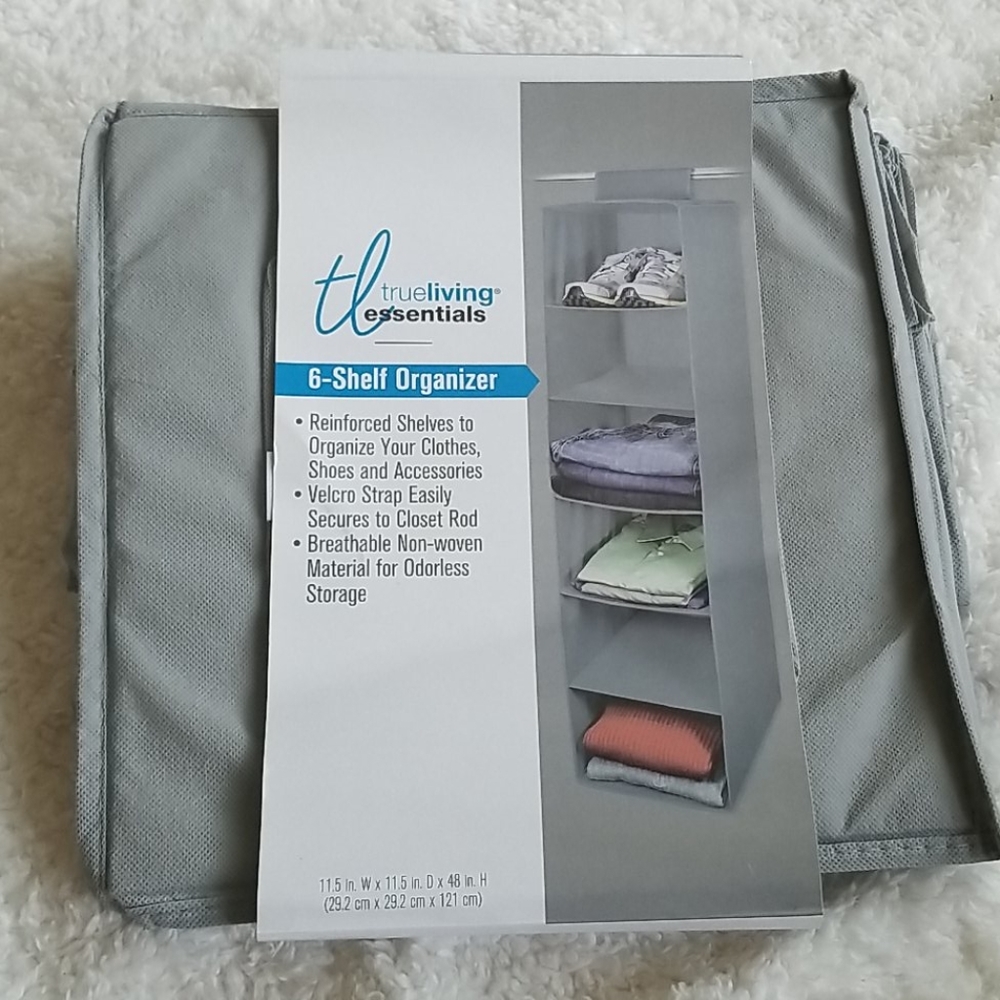 tl trueliving®
essentials
6-Shelf Organizer
• Reinforced Shelves to
Organize Your Clothes,
Shoes and Accessories
• Velcro Strap Easily
Secures to Closet Rod
• Breathable Non-woven
Material for Odorless
Storage
11.5 in. W x 11.5 in. D x 48 in. H
(29.2 cm x 29.2 cm x 121 cm)